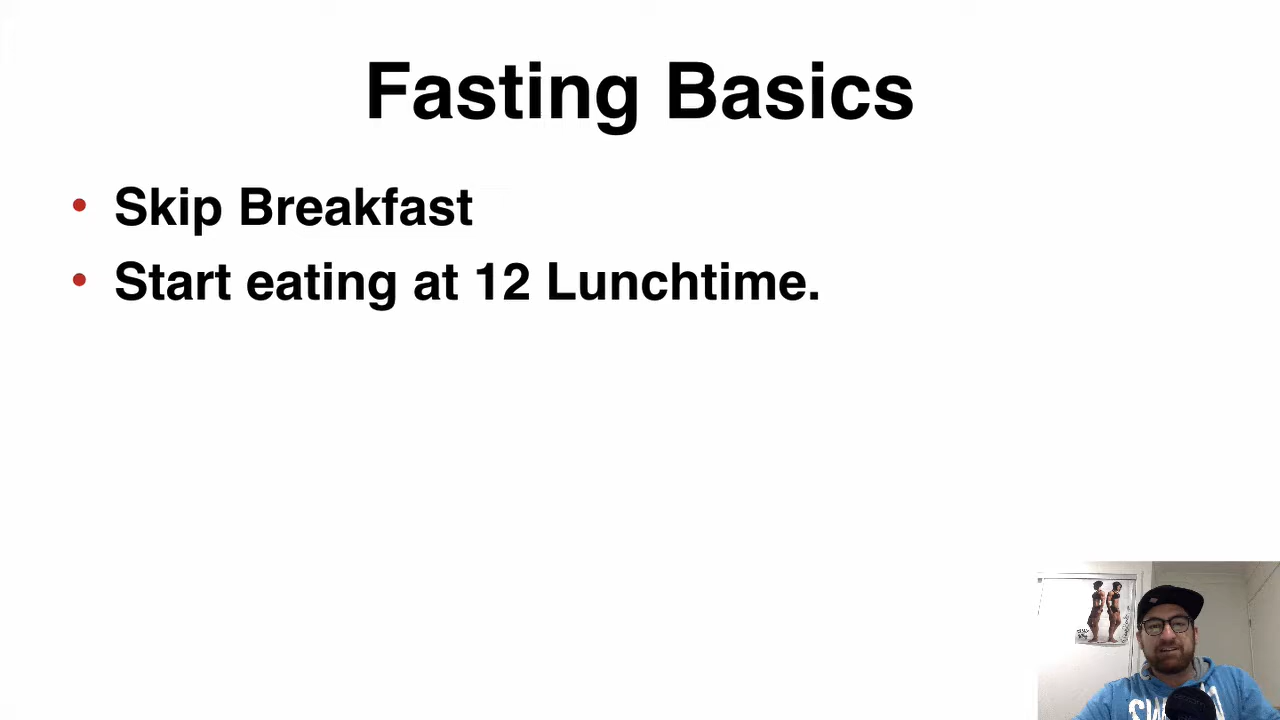 Fasting Basics
• Skip Breakfast
• Start eating at 12 Lunchtime.